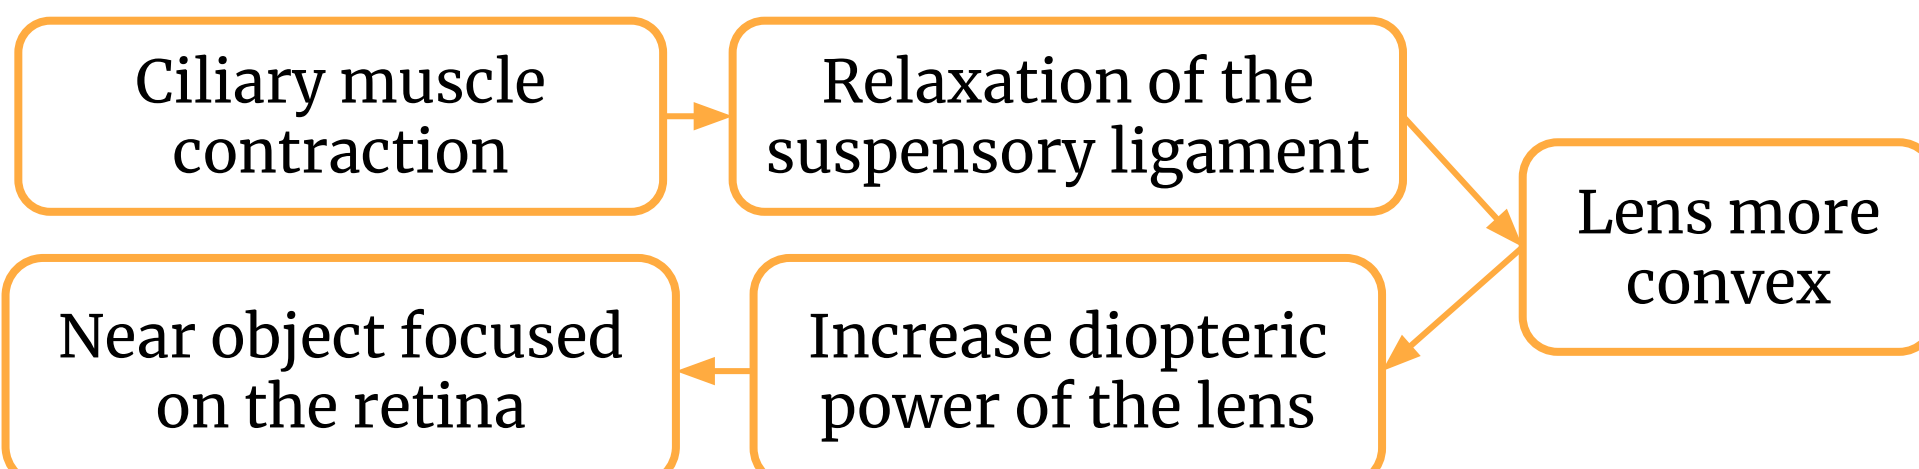 Ciliary muscle
contraction
Relaxation of the
suspensory ligament
Lens more
convex
Increase diopteric
power of the lens
Near object focused
on the retina